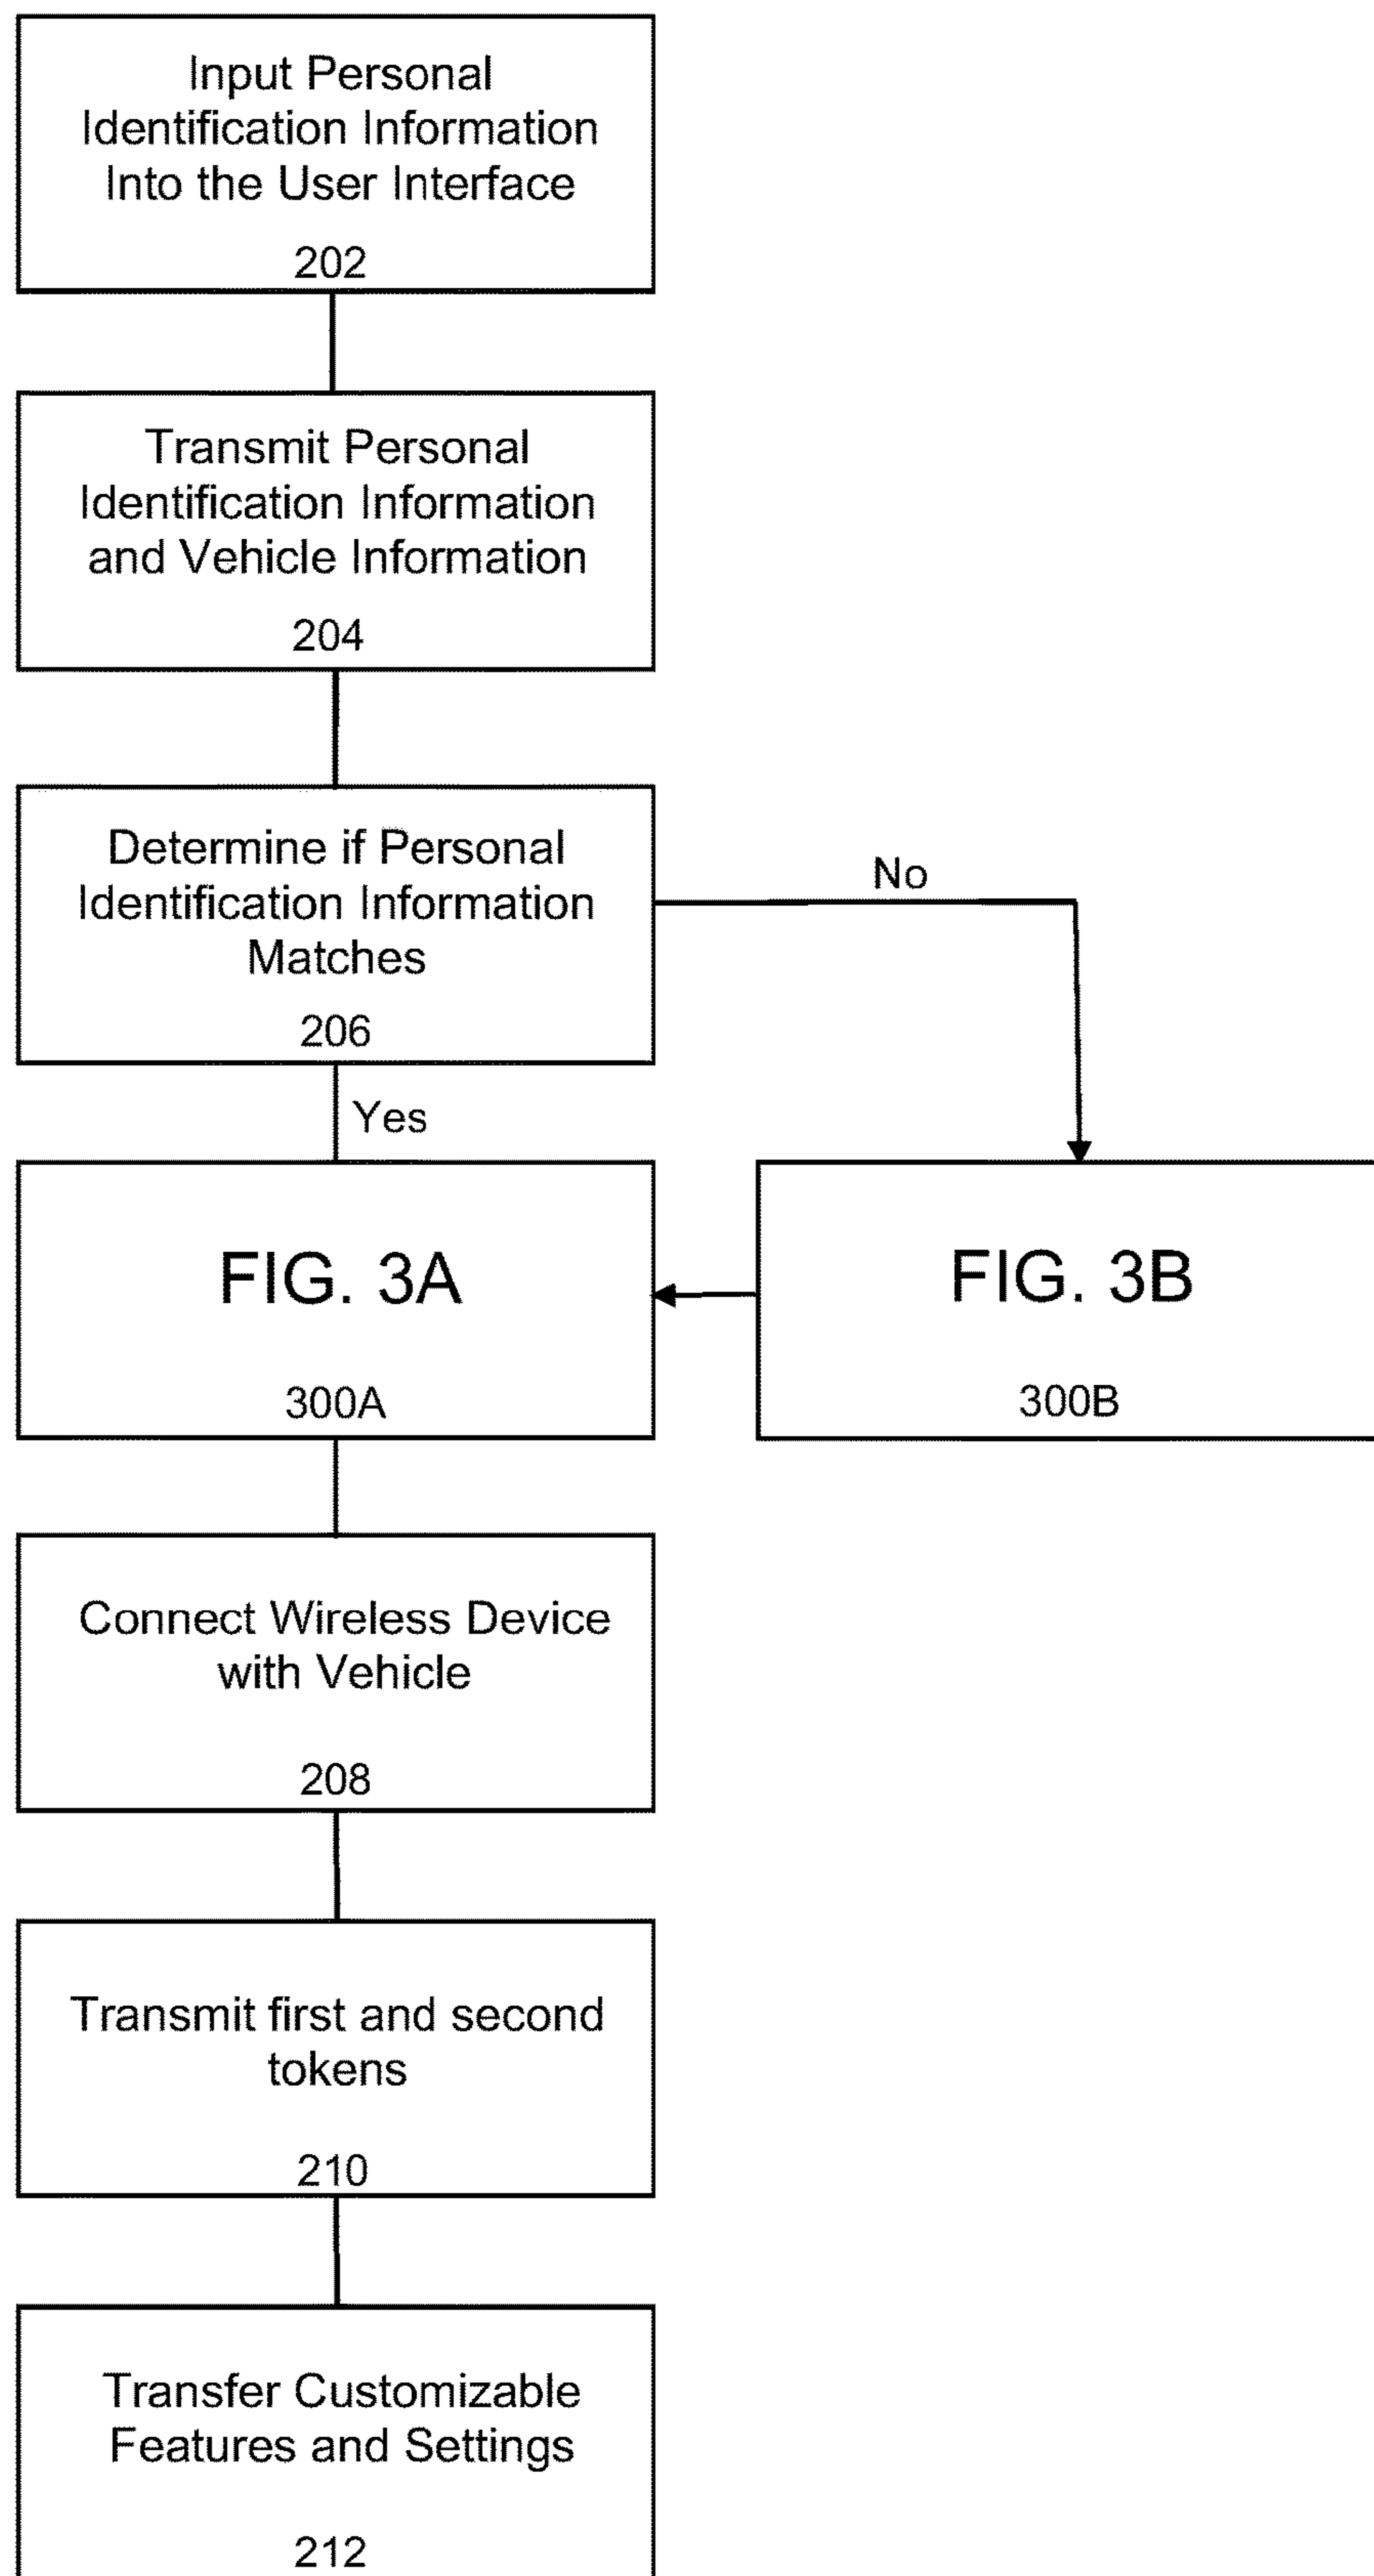 Input Personal
Identification Information
Into the User Interface
202
Transmit Personal
Identification Information
and Vehicle Information
204
Determine if Personal
Identification Information
Matches
206
No
Yes
FIG. 3A
300A
FIG. 3B
300B
Connect Wireless Device
with Vehicle
208
Transmit first and second
tokens
210
Transfer Customizable
Features and Settings
212